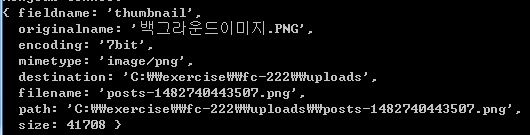 { fieldname: 'thumbnail',
originalname: '백그라운드이미지.PNG',
encoding: '7bit',
mimetype: 'image/png',
destination: 'C:₩₩exercise₩₩fc-222₩₩uploads',
filename: 'posts-1482740443507.png',
path: 'C:₩₩exercise₩₩fc-222₩₩uploads₩₩posts-1482740443507.png',
size: 41708 }